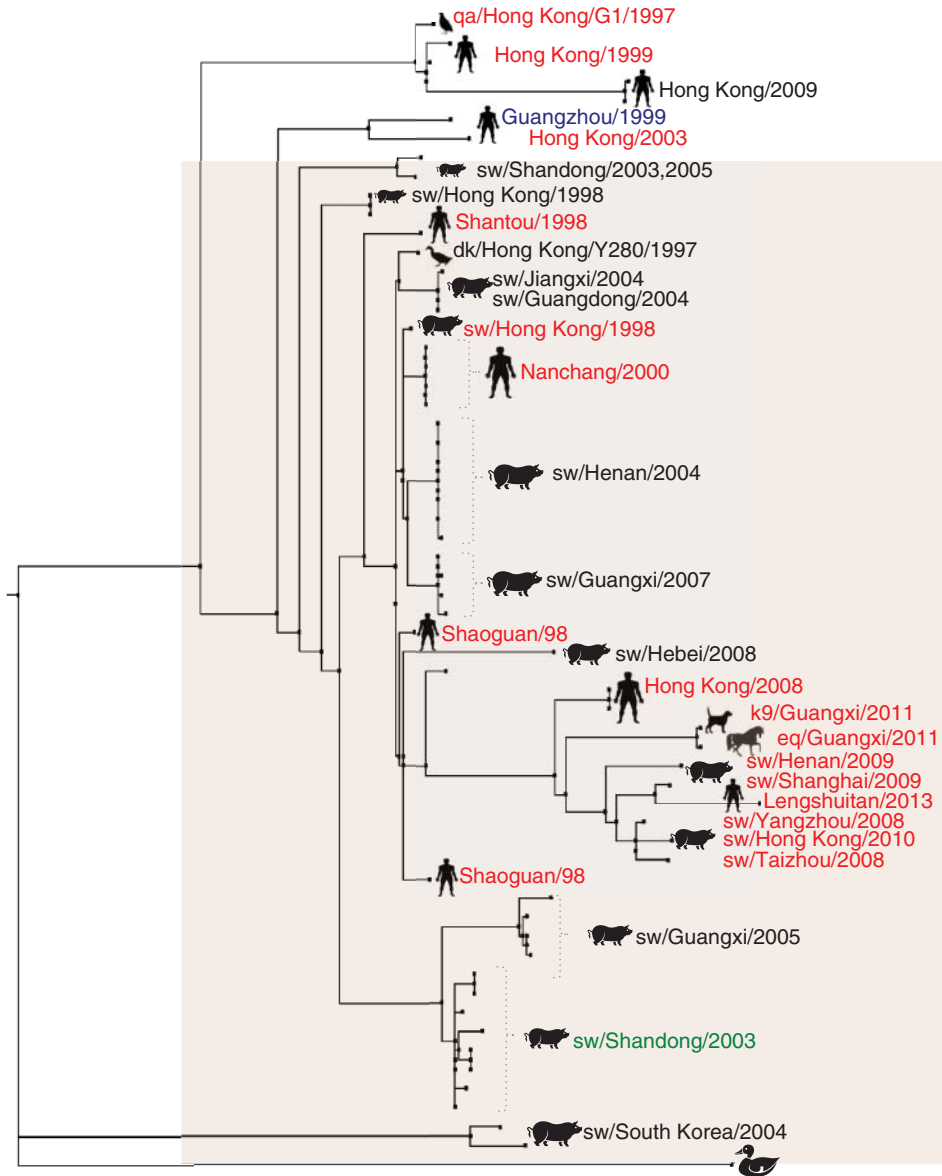 qa/Hong Kong/G1/1997
Hong Kong/1999
Hong Kong/2009
Guangzhou/1999
Hong Kong/2003
sw/Shandong/2003,2005
sw/Hong Kong/1998
Shantou/1998
dk/Hong Kong/Y280/1997
sw/Jiangxi/2004
sw/Guangdong/2004
sw/Hong Kong/1998
Nanchang/2000
sw/Henan/2004
sw/Guangxi/2007
Shaoguan/98
sw/Hebei/2008
Hong Kong/2008
k9/Guangxi/2011
eq/Guangxi/2011
sw/Henan/2009
sw/Shanghai/2009
Lengshuitan/2013
sw/Yangzhou/2008
sw/Hong Kong/2010
sw/Taizhou/2008
Shaoguan/98
sw/Guangxi/2005
sw/Shandong/2003
sw/South Korea/2004